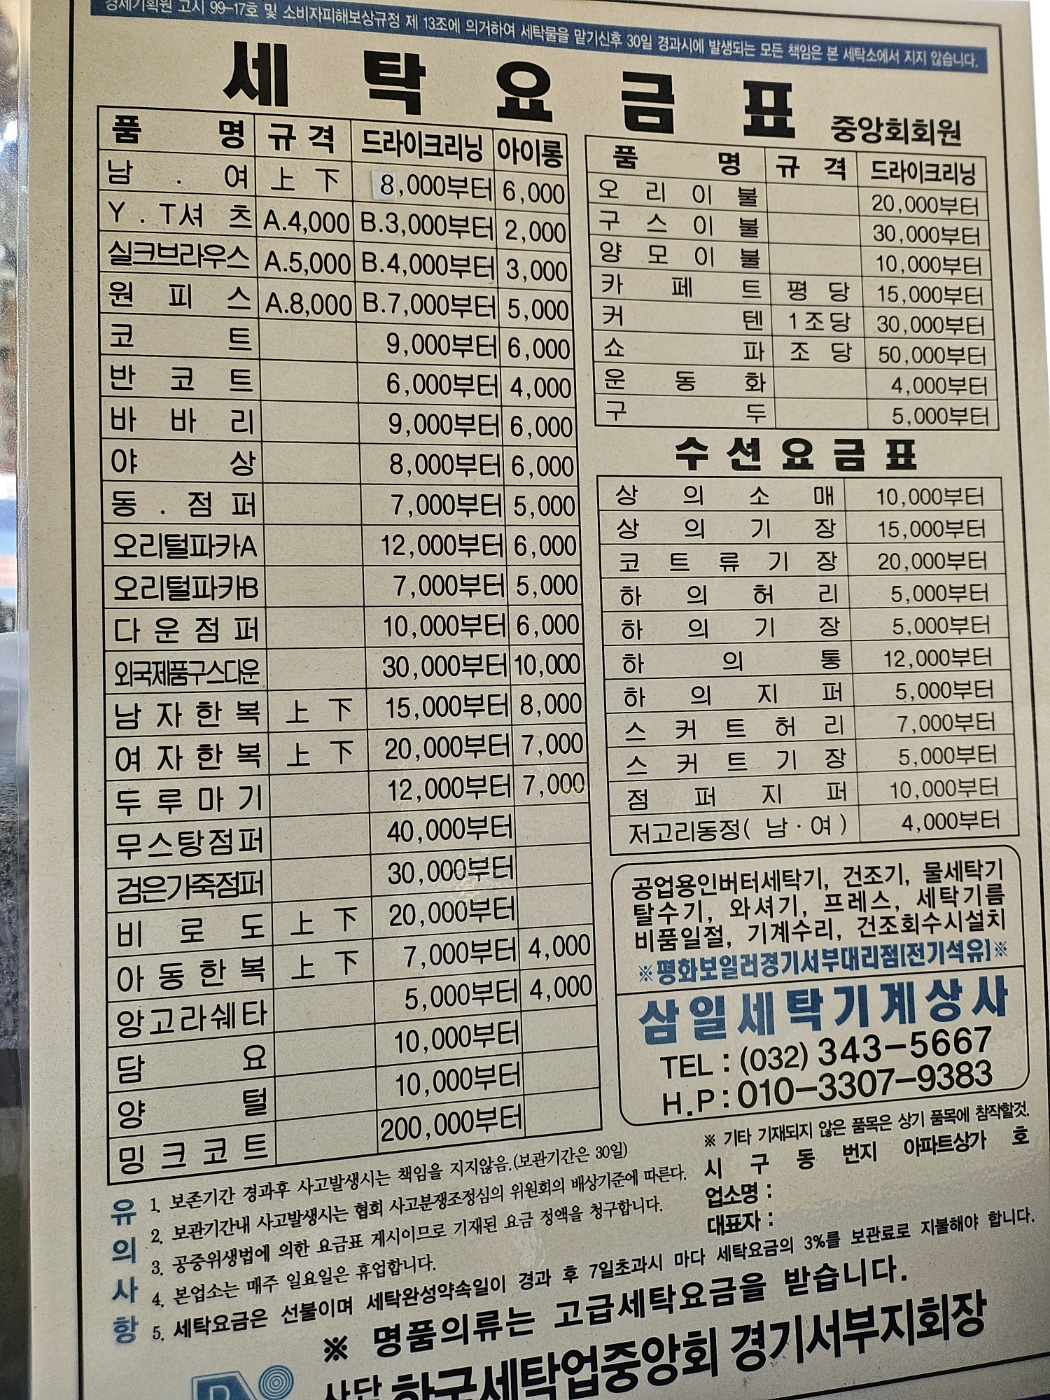 경제기획원 고시 99-17호 및 소비자피해보상규정 제 13조에 의거하여 세탁물을 맡기신후 30일 경과시에 발생되는 모든 책임은 본 세탁소에서 지지 않습니다.
세 탁 요 금 표 중앙회회원
품 명 규 격 드라이크리닝 아이롱
남 . 여 上 下 8,000부터 6,000
Y . T셔 츠 A.4,000 B.3,000부터 2,000
실크브라우스 A.5,000 B.4,000부터 3,000
원 피 스 A.8,000 B.7,000부터 5,000
코 트 9,000부터 6,000
반 코 트 6,000부터 4,000
바 바 리 9,000부터 6,000
야 상 8,000부터 6,000
동 . 점 퍼 7,000부터 5,000
오리털파카A 12,000부터 6,000
오리털파카B 7,000부터 5,000
다 운 점 퍼 10,000부터 6,000
외국제품구스다운 30,000부터 10,000
남 자 한 복 上 下 15,000부터 8,000
여 자 한 복 上 下 20,000부터 7,000
두 루 마 기 12,000부터 7,000
무스탕점퍼 40,000부터
검은가죽점퍼 30,000부터
비 로 도 上 下 20,000부터
아 동 한 복 上 下 7,000부터 4,000
앙고라쉐타 5,000부터 4,000
담 요 10,000부터
양 털 10,000부터
밍 크 코 트 200,000부터
품 명 규 격 드라이크리닝
오 리 이 불 20,000부터
구 스 이 불 30,000부터
양 모 이 불 10,000부터
카 페 트 평 당 15,000부터
커 텐 1조당 30,000부터
쇼 파 조 당 50,000부터
운 동 화 4,000부터
구 두 5,000부터
수 선 요 금 표
상 의 소 매 10,000부터
상 의 기 장 15,000부터
코 트 류 기 장 20,000부터
하 의 허 리 5,000부터
하 의 기 장 5,000부터
하 의 통 12,000부터
하 의 지 퍼 5,000부터
스 커 트 허 리 7,000부터
스 커 트 기 장 5,000부터
점 퍼 지 퍼 10,000부터
저고리동정( 남 · 여 ) 4,000부터
공업용인버터세탁기, 건조기, 물세탁기
탈수기, 와셔기, 프레스, 세탁기름
비품일절, 기계수리, 건조회수시설치
※평화보일러경기서부대리점[전기석유]※
삼일세탁기계상사
TEL : (032) 343-5667
H.P : 010-3307-9383
※ 기타 기재되지 않은 품목은 상기 품목에 참작할것.
시 구 동 번지 아파트상가 호
업소명 :
대표자 :
유의사항
1. 보존기간 경과후 사고발생시는 책임을 지지않음.(보관기간은 30일)
2. 보관기간내 사고발생시는 협회 사고분쟁조정심의 위원회의 배상기준에 따른다.
3. 공중위생법에 의한 요금표 게시이므로 기재된 요금 정액을 청구합니다.
4. 본업소는 매주 일요일은 휴업합니다.
5. 세탁요금은 선불이며 세탁완성약속일이 경과 후 7일초과시 마다 세탁요금의 3%를 보관료로 지불해야 합니다.
※ 명품의류는 고급세탁요금을 받습니다.
사단 한국세탁업중앙회 경기서부지회장